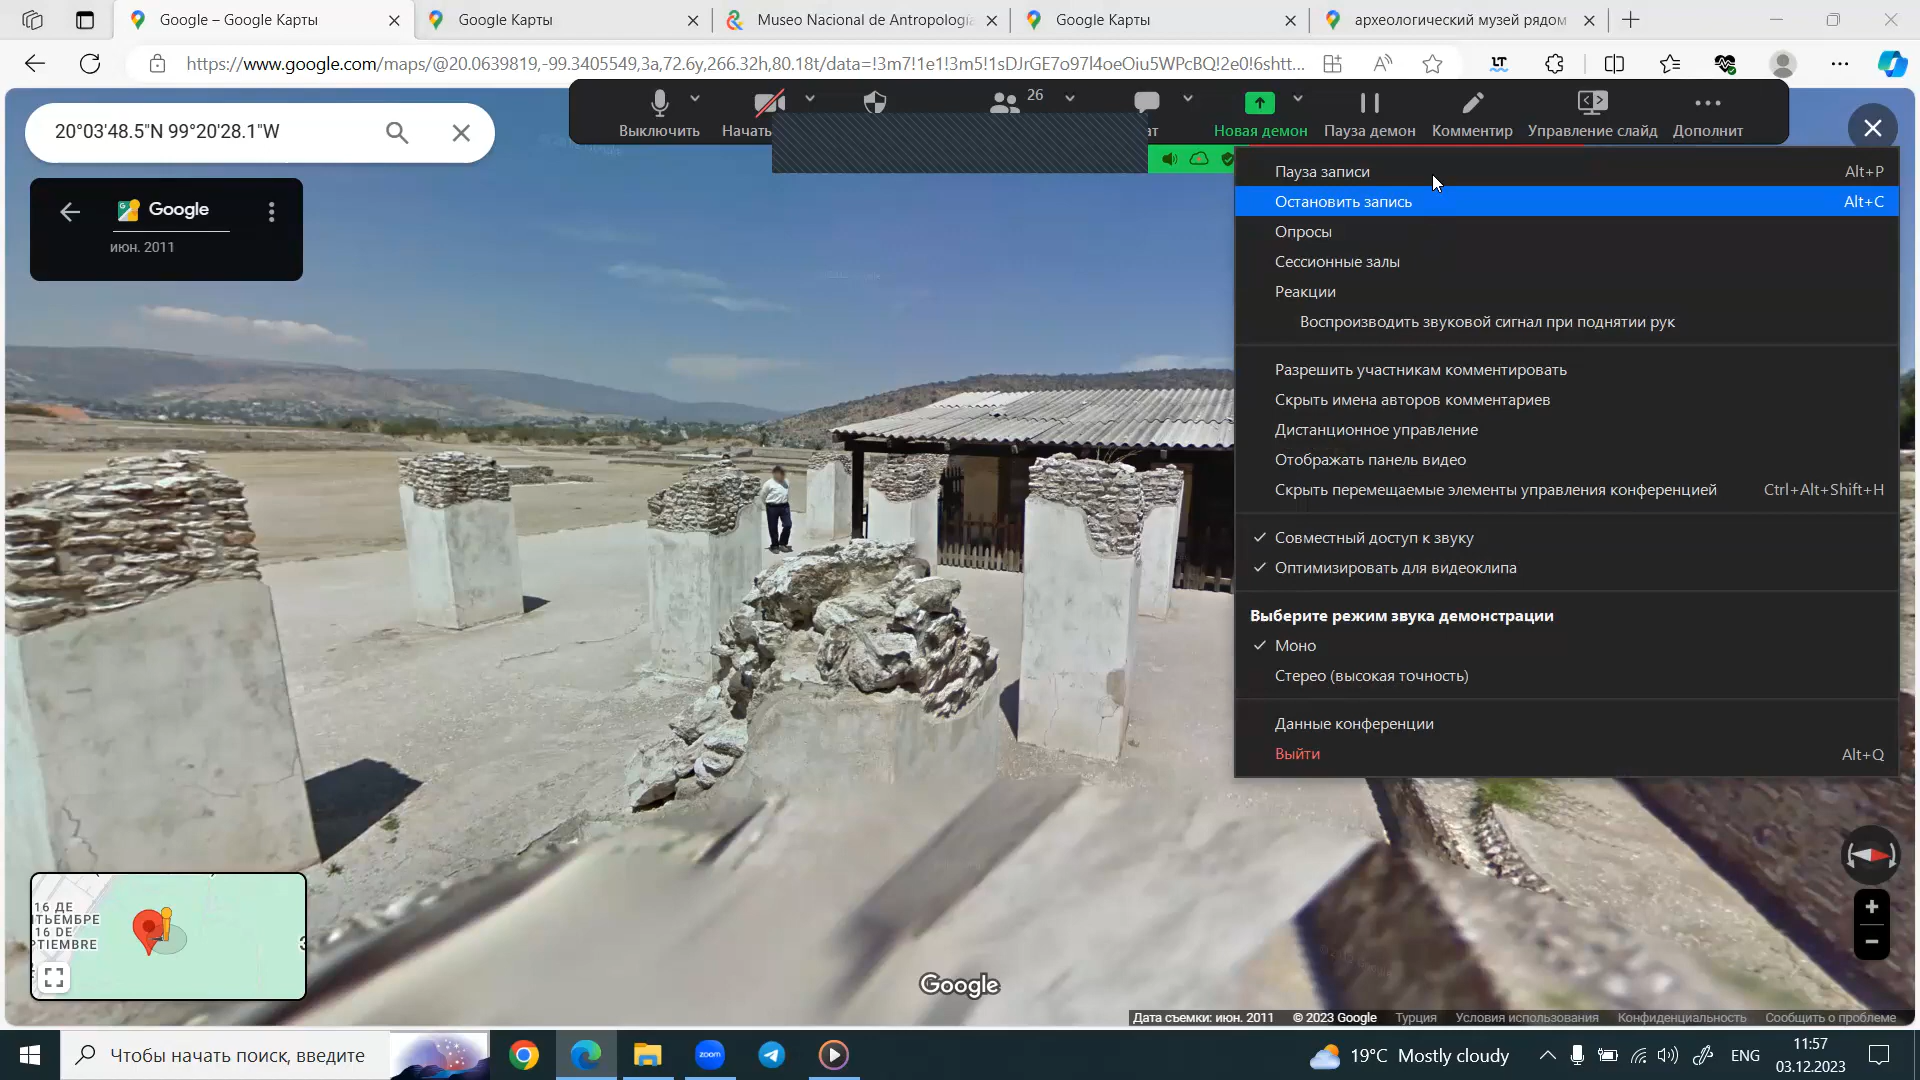 Google – Google Карты
Google Карты
Museo Nacional de Antropología
Google Карты
археологический музей рядом
https://www.google.com/maps/@20.0639819,-99.3405549,3a,72.6y,266.32h,80.18t/data=!3m7!1e1!3m5!1sDJrGE7o97l4oeOiu5WPcBQ!2e0!6shtt...
20°03'48.5"N 99°20'28.1"W
26
Выключить
Начать
ат
Новая демон
Пауза демон
Комментир
Управление слайд
Дополнит
Google
июн. 2011
Пауза записи Alt+P
Остановить запись Alt+C
Опросы
Сессионные залы
Реакции
Воспроизводить звуковой сигнал при поднятии рук
Разрешить участникам комментировать
Скрыть имена авторов комментариев
Дистанционное управление
Отображать панель видео
Скрыть перемещаемые элементы управления конференцией Ctrl+Alt+Shift+H
Совместный доступ к звуку
Оптимизировать для видеоклипа
Выберите режим звука демонстрации
Моно
Стерео (высокая точность)
Данные конференции
Выйти Alt+Q
16 ДЕ
НТЬЕМБРЕ
16 DE
PTIEMBRE
Google
Дата съемки: июн. 2011 © 2023 Google Турция Условия использования Конфиденциальность Сообщить о проблеме
Чтобы начать поиск, введите
zoom
19°C Mostly cloudy
ENG
11:57
03.12.2023